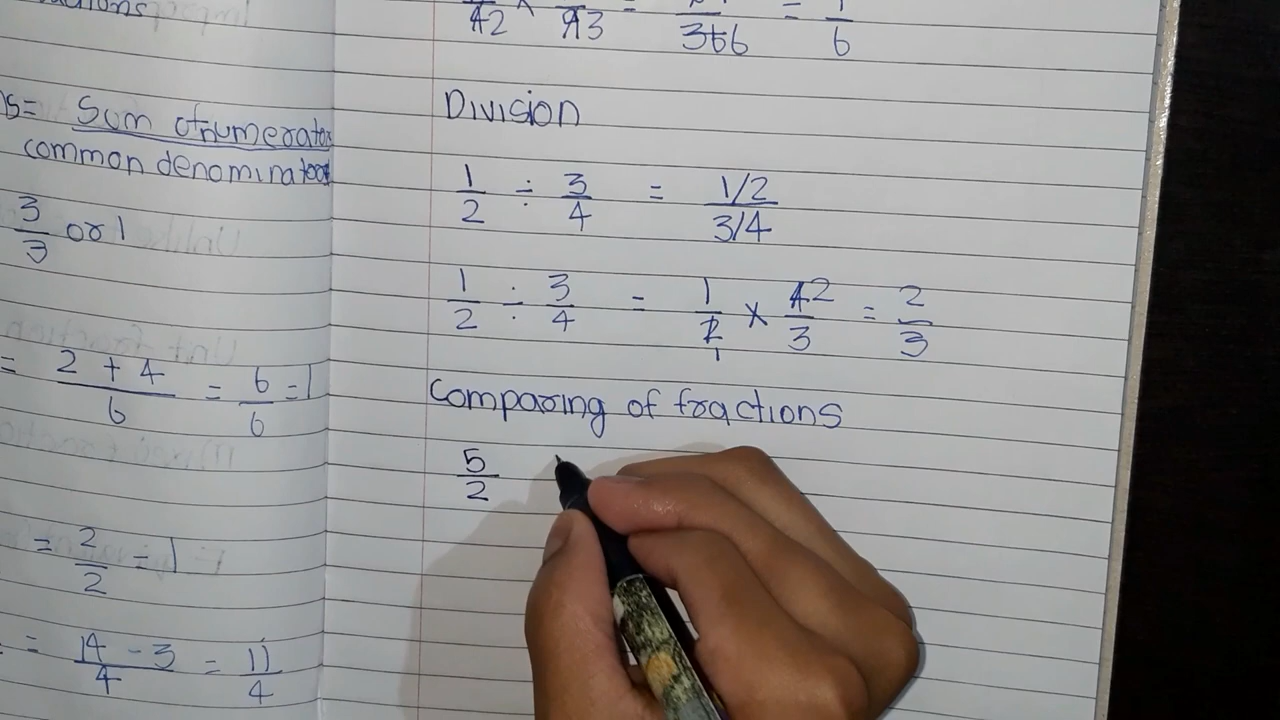 S= Sum of numerator
common denominator
3/3 or 1
= 2 + 4 / 6 = 6/6 = 1
= 2/2 = 1
= 14 - 3 / 4 = 11/4
Division
1/2 ÷ 3/4 = 1/2 / 3/4
1/2 ÷ 3/4 = 1/2 1 × 4 2/3 = 2/3
Comparing of fractions
5/2